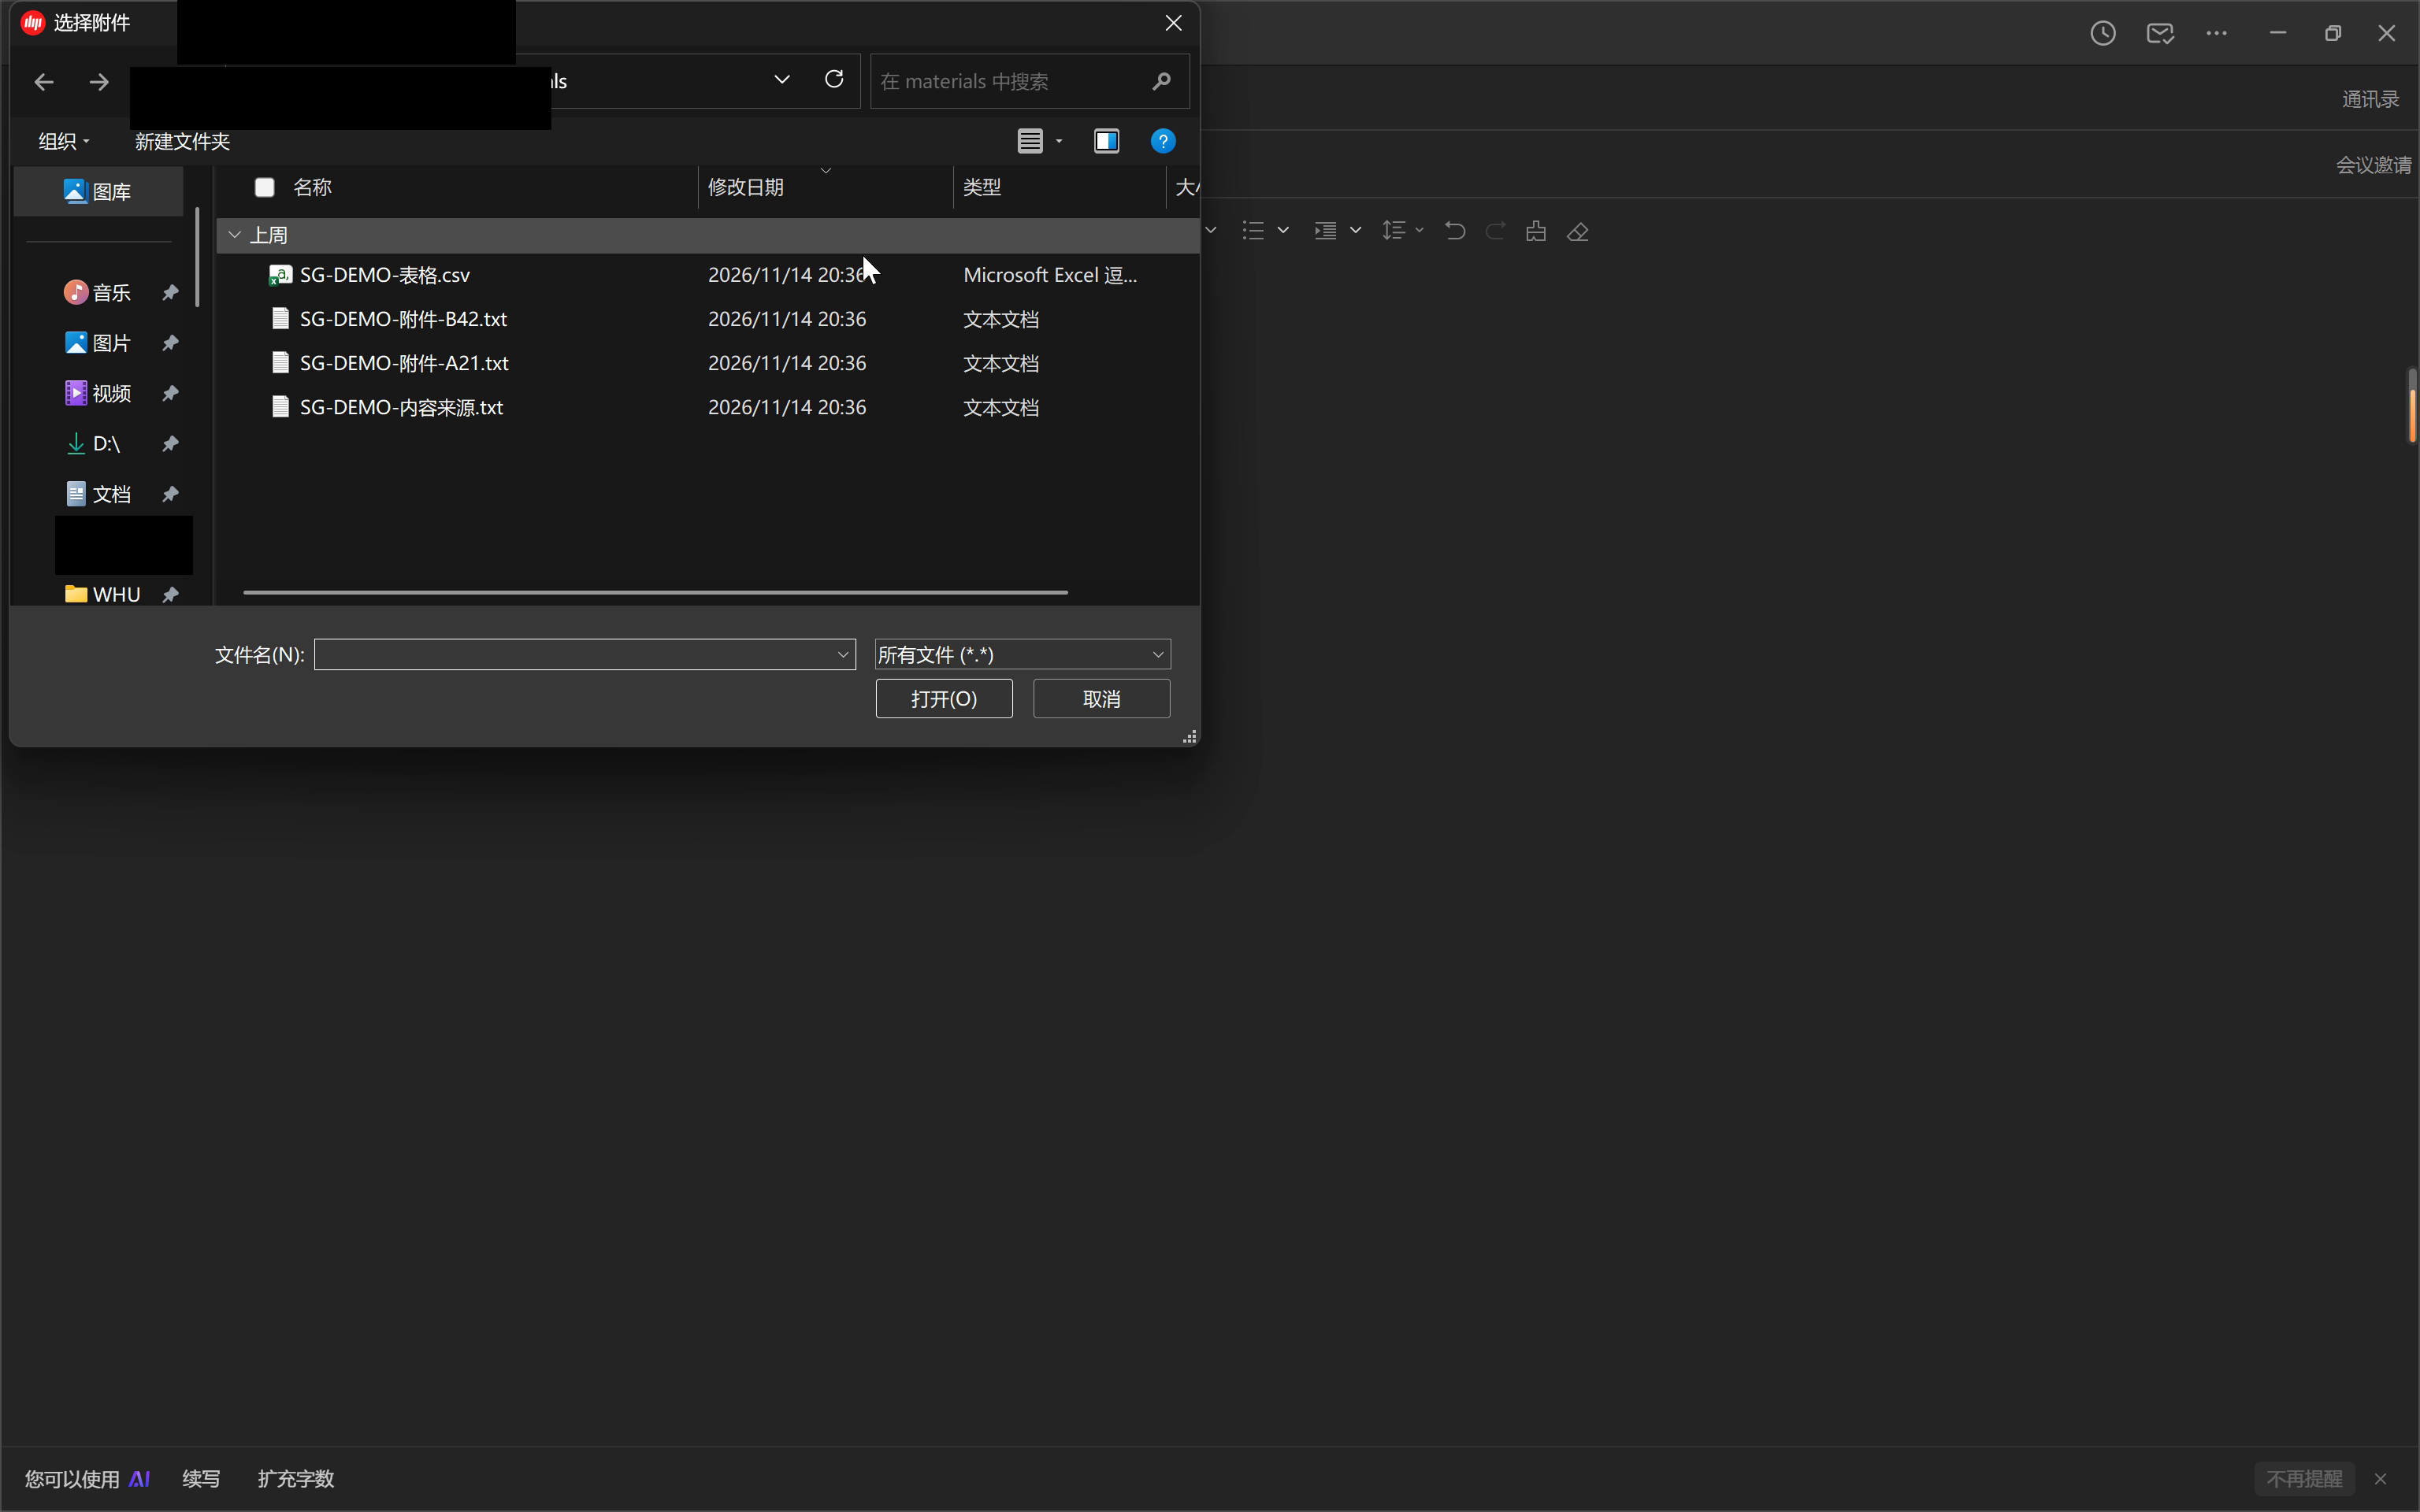 选择附件
ls
在 materials 中搜索
通讯录
组织
新建文件夹
会议邀请
图库
名称
修改日期
类型
上周
SG-DEMO-表格.csv
2026/11/14 20:36
Microsoft Excel 逗...
音乐
SG-DEMO-附件-B42.txt
2026/11/14 20:36
文本文档
图片
SG-DEMO-附件-A21.txt
2026/11/14 20:36
文本文档
视频
SG-DEMO-内容来源.txt
2026/11/14 20:36
文本文档
D:\
文档
WHU
文件名(N):
所有文件 (*.*)
打开(O)
取消
您可以使用 AI
续写
扩充字数
不再提醒